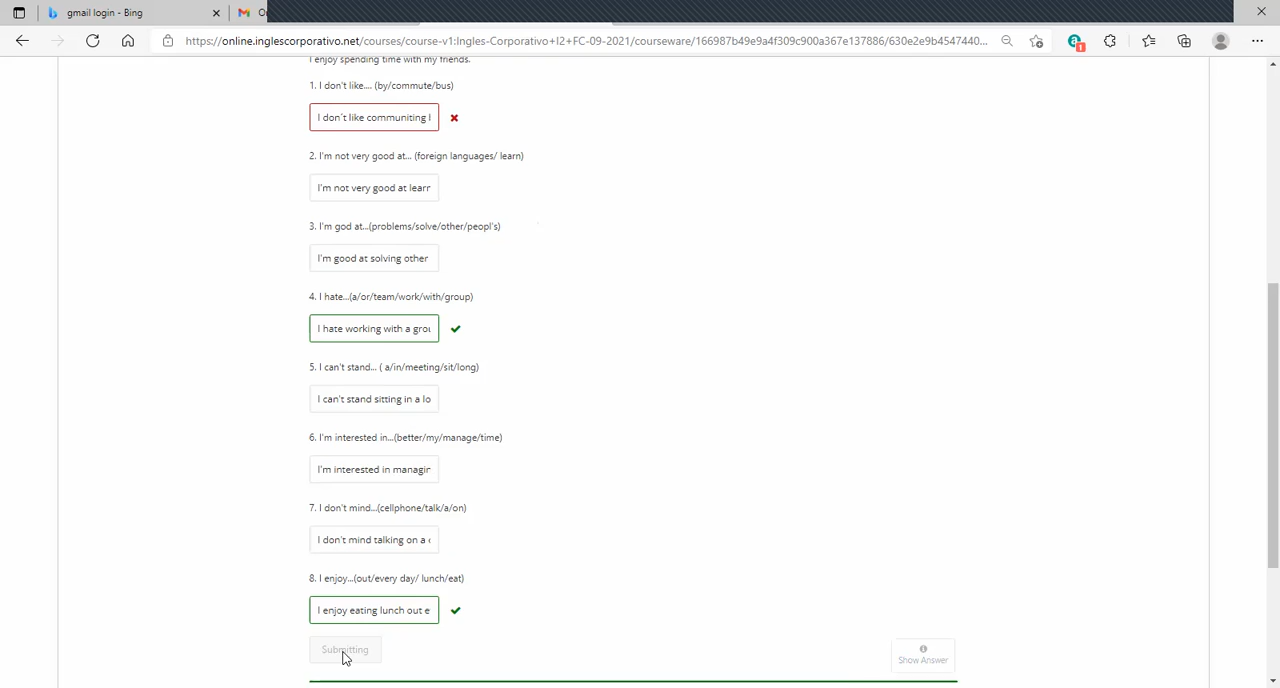 gmail login - Bing
O
https://online.inglescorporativo.net/courses/course-v1:Ingles-Corporativo+I2+FC-09-2021/courseware/166987b49e9a4f309c900a367e137886/630e2e9b4547440...
1
I enjoy spending time with my friends.
1. I don't like.... (by/commute/bus)
I don´t like communiting
2. I'm not very good at... (foreign languages/ learn)
I'm not very good at learn
3. I'm god at...(problems/solve/other/peopl's)
I'm good at solving other
4. I hate...(a/or/team/work/with/group)
I hate working with a grou
5. I can't stand... ( a/in/meeting/sit/long)
I can't stand sitting in a lo
6. I'm interested in...(better/my/manage/time)
I'm interested in managin
7. I don't mind...(cellphone/talk/a/on)
I don't mind talking on a c
8. I enjoy...(out/every day/ lunch/eat)
I enjoy eating lunch out e
Submitting
Show Answer